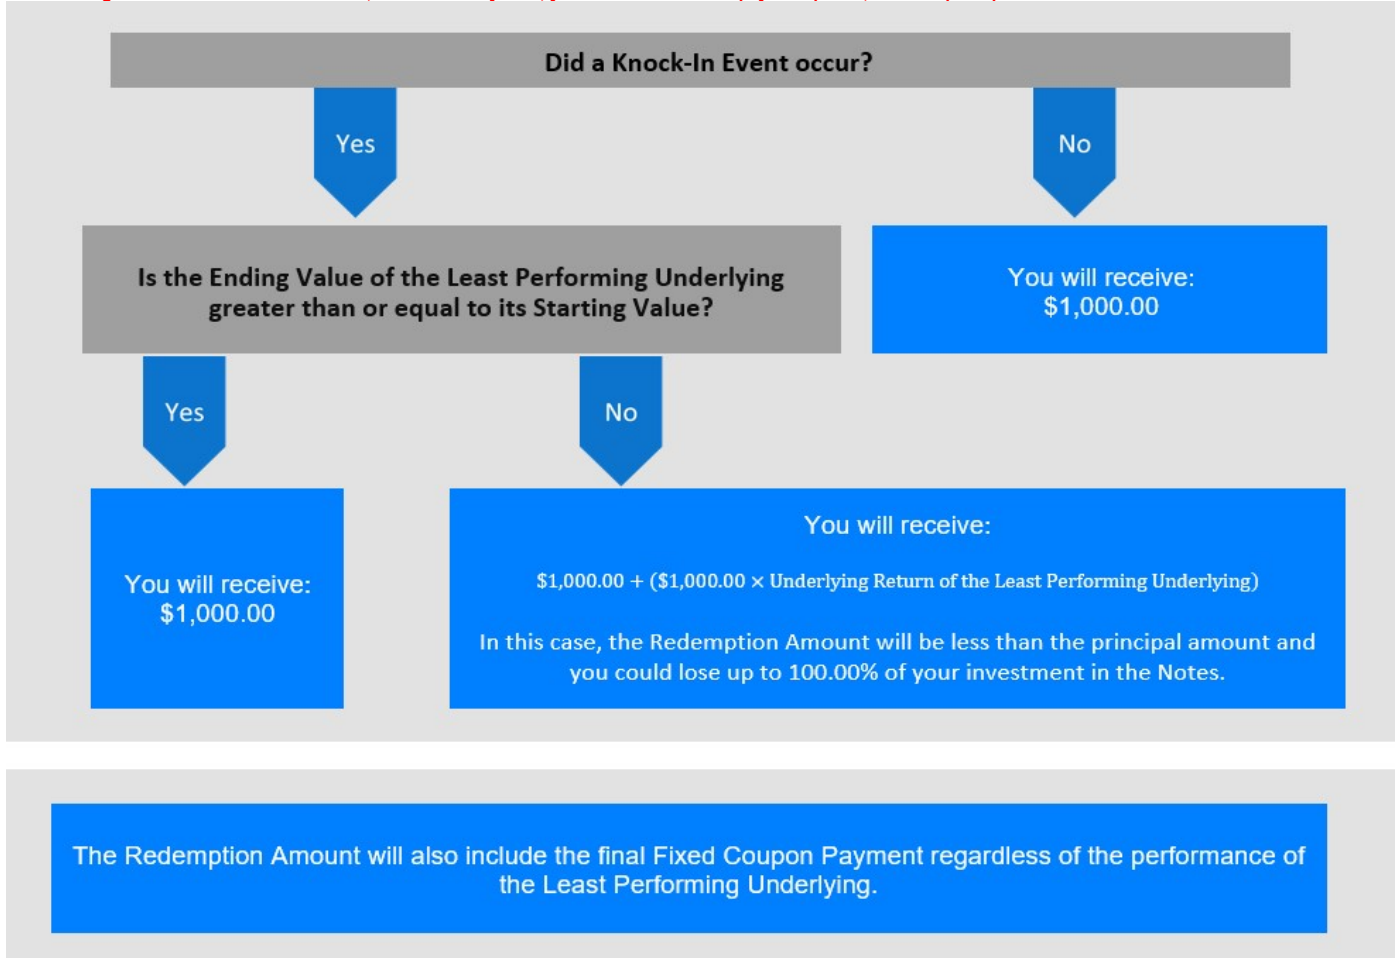 Did a Knock-In Event occur?
Yes
No
Is the Ending Value of the Least Performing Underlying
greater than or equal to its Starting Value?
You will receive:
$1,000.00
Yes
No
You will receive:
$1,000.00
You will receive:
$1,000.00 + ($1,000.00 × Underlying Return of the Least Performing Underlying)
In this case, the Redemption Amount will be less than the principal amount and
you could lose up to 100.00% of your investment in the Notes.
The Redemption Amount will also include the final Fixed Coupon Payment regardless of the performance of
the Least Performing Underlying.